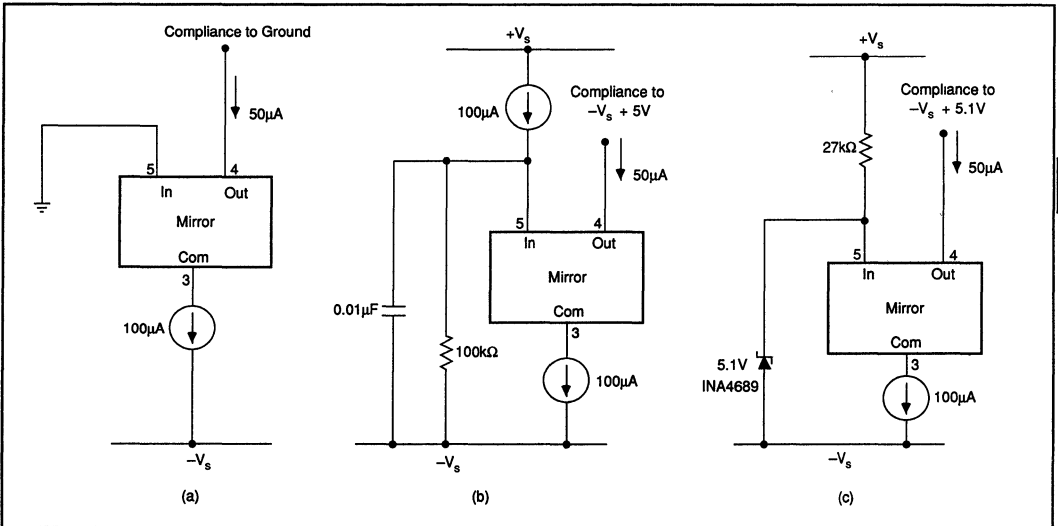 Compliance to Ground
50µA
5
4
In
Out
Mirror
Com
3
100µA
–Vs
(a)
+Vs
100µA
Compliance to
–Vs + 5V
50µA
5
4
In
Out
Mirror
Com
3
0.01µF
100kΩ
100µA
–Vs
(b)
+Vs
Compliance to
–Vs + 5.1V
27kΩ
50µA
5
4
In
Out
Mirror
Com
3
5.1V
INA4689
100µA
–Vs
(c)